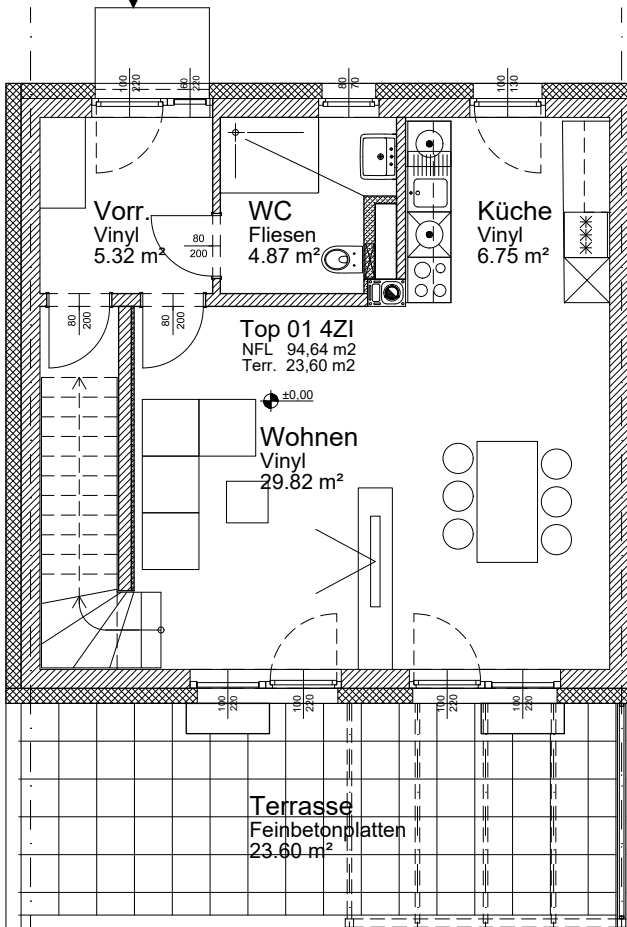 100
220
60
220
80
70
100
130
Vorr.
Vinyl
5.32 m²
WC
Fliesen
4.87 m²
Küche
Vinyl
6.75 m²
80
200
80
200
80
200
Top 01 4ZI
NFL 94,64 m2
Terr. 23,60 m2
±0,00
Wohnen
Vinyl
29.82 m²
100
220
100
220
100
220
100
220
Terrasse
Feinbetonplatten
23.60 m²